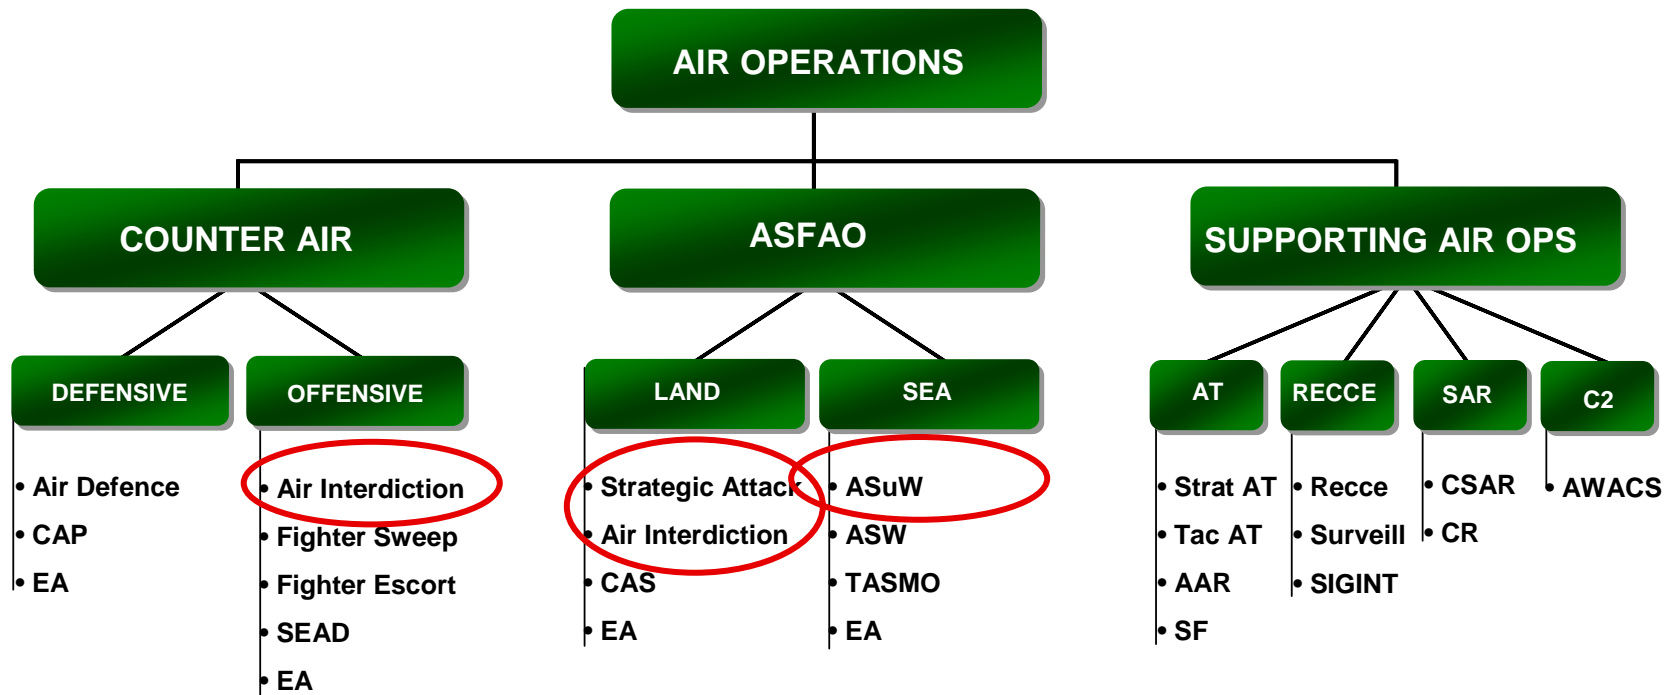 AIR OPERATIONS
COUNTER AIR
ASFAO
SUPPORTING AIR OPS
DEFENSIVE
• Air Defence
• CAP
• EA
OFFENSIVE
• Air Interdiction
• Fighter Sweep
• Fighter Escort
• SEAD
• EA
LAND
• Strategic Attack
• Air Interdiction
• CAS
• EA
SEA
• ASuW
• ASW
• TASMO
• EA
AT
• Strat AT
• Tac AT
• AAR
• SF
RECCE
• Recce
• Surveill
• SIGINT
SAR
• CSAR
• CR
C2
• AWACS